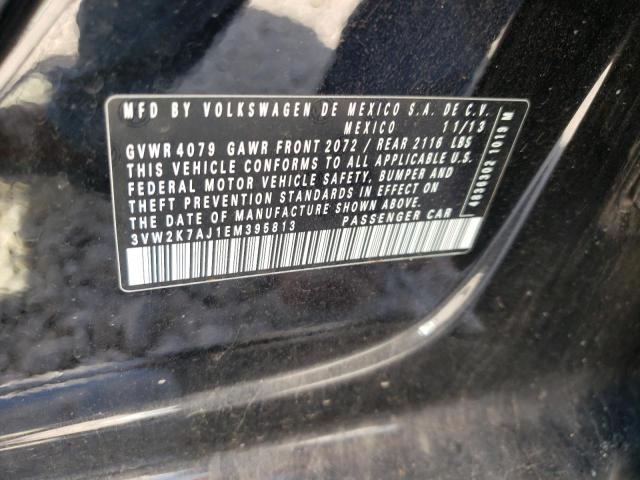 MFD BY VOLKSWAGEN DE MEXICO S.A. DE C.V.
MEXICO 11/13
GVWR 4079 GAWR FRONT 2072 / REAR 2116 LBS
THIS VEHICLE CONFORMS TO ALL APPLICABLE U.S.
FEDERAL MOTOR VEHICLE SAFETY, BUMPER AND
THEFT PREVENTION STANDARDS IN EFFECT ON
THE DATE OF MANUFACTURE SHOWN ABOVE.
3VW2K7AJ1EM395813 PASSENGER CAR
1019 M